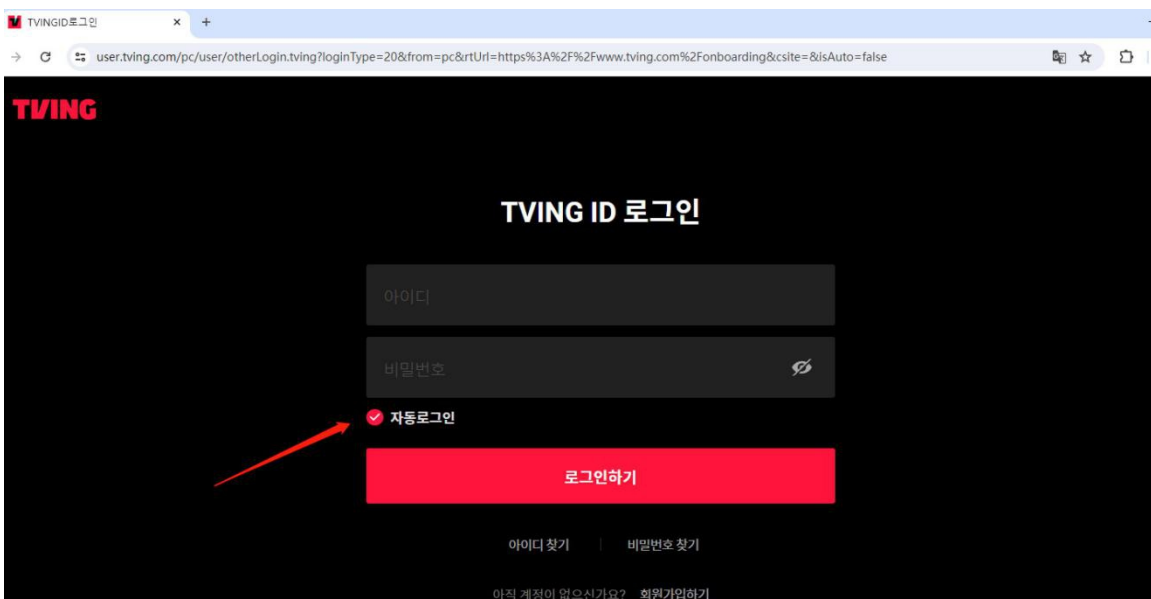 TVINGID로그인
user.tving.com/pc/user/otherLogin.tving?loginType=20&from=pc&rtUrl=https%3A%2F%2Fwww.tving.com%2Fonboarding&csite=&isAuto=false
TVING
TVING ID 로그인
아이디
비밀번호
자동로그인
로그인하기
아이디 찾기 비밀번호 찾기
아직 계정이 없으신가요? 회원가입하기